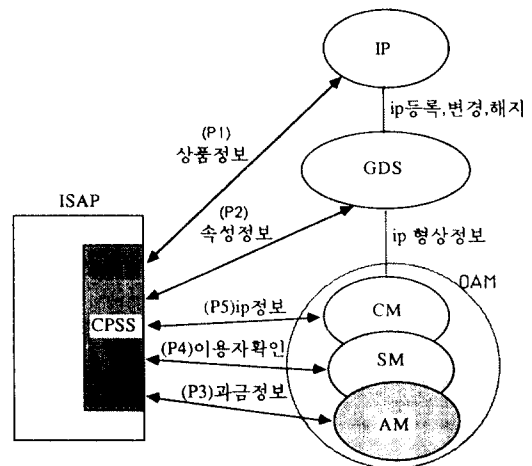 IP
ip등록,변경,해지
(P1)
상품정보
GDS
ISAP
(P2)
속성정보
ip 형상정보
OAM
(P5)ip정보
CM
CPSS
(P4)이용자확인
SM
(P3)과금정보
AM